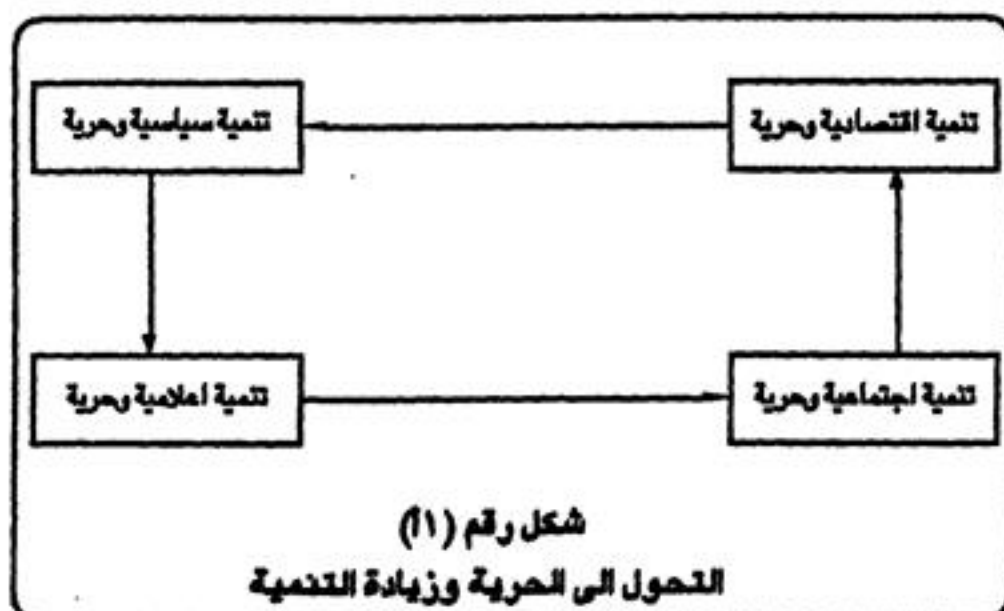 تنمية اقتصادية وحرية
تنمية سياسية وحرية
تنمية اجتماعية وحرية
تنمية اعلامية وحرية
شكل رقم (١أ)
التحول الى الحرية وزيادة التنمية